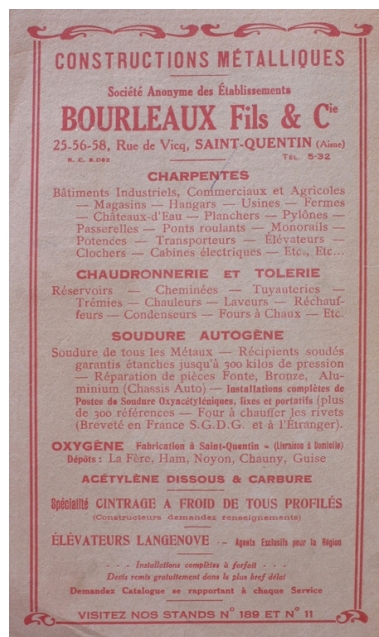 CONSTRUCTIONS MÉTALLIQUES
Société Anonyme des Établissements
BOURLEAUX Fils & Cie
25-56-58, Rue de Vicq, SAINT-QUENTIN (Aisne)
R. C. 8.062 TÉL. 5-32
CHARPENTES
Bâtiments Industriels, Commerciaux et Agricoles
— Magasins — Hangars — Usines — Fermes
— Châteaux-d'Eau — Planchers — Pylônes —
Passerelles — Ponts roulants — Monorails —
Potences — Transporteurs — Élévateurs —
Clochers — Cabines électriques — Etc., Etc...
CHAUDRONNERIE ET TOLERIE
Réservoirs — Cheminées — Tuyauteries —
Trémies — Chauleurs — Laveurs — Réchauf-
feurs — Condenseurs — Fours à Chaux — Etc.
SOUDURE AUTOGÈNE
Soudure de tous les Métaux — Récipients soudés
garantis étanches jusqu'à 300 kilos de pression
— Réparation de pièces Fonte, Bronze, Alu-
minium (Chassis Auto) — Installations complètes de
Postes de Soudure Oxyacétyléniques, fixes et portatifs (plus
de 300 références — Four à chauffer les rivets
(Breveté en France S.G.D.G. et à l'Étranger).
OXYGÈNE Fabrication à Saint-Quentin - (Livraison à Domicile)
Dépôts : La Fère, Ham, Noyon, Chauny, Guise
ACÉTYLÈNE DISSOUS & CARBURE
Spécialité CINTRAGE A FROID DE TOUS PROFILÉS
(Constructeurs demandez renseignements)
ÉLÉVATEURS LANGENOVE - - Agents Exclusifs pour la Région
- - - Installations complètes à forfait - - -
Devis remis gratuitement dans le plus bref délai
Demandez Catalogue se rapportant à chaque Service
VISITEZ NOS STANDS N° 189 ET N° 11